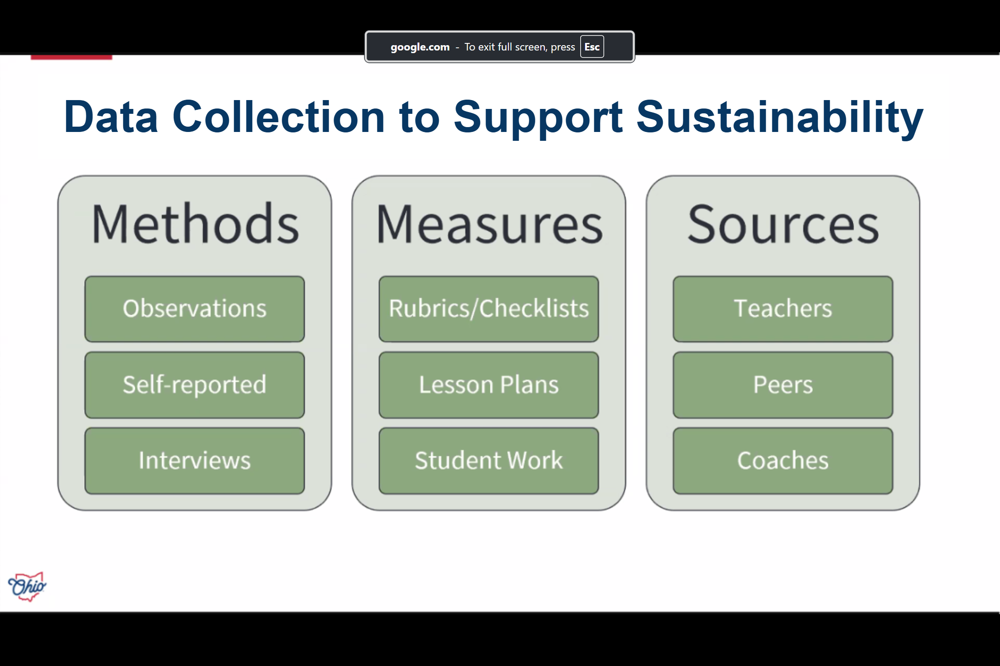 google.com - To exit full screen, press Esc
Data Collection to Support Sustainability
Methods
Observations
Self-reported
Interviews
Measures
Rubrics/Checklists
Lesson Plans
Student Work
Sources
Teachers
Peers
Coaches
Ohio